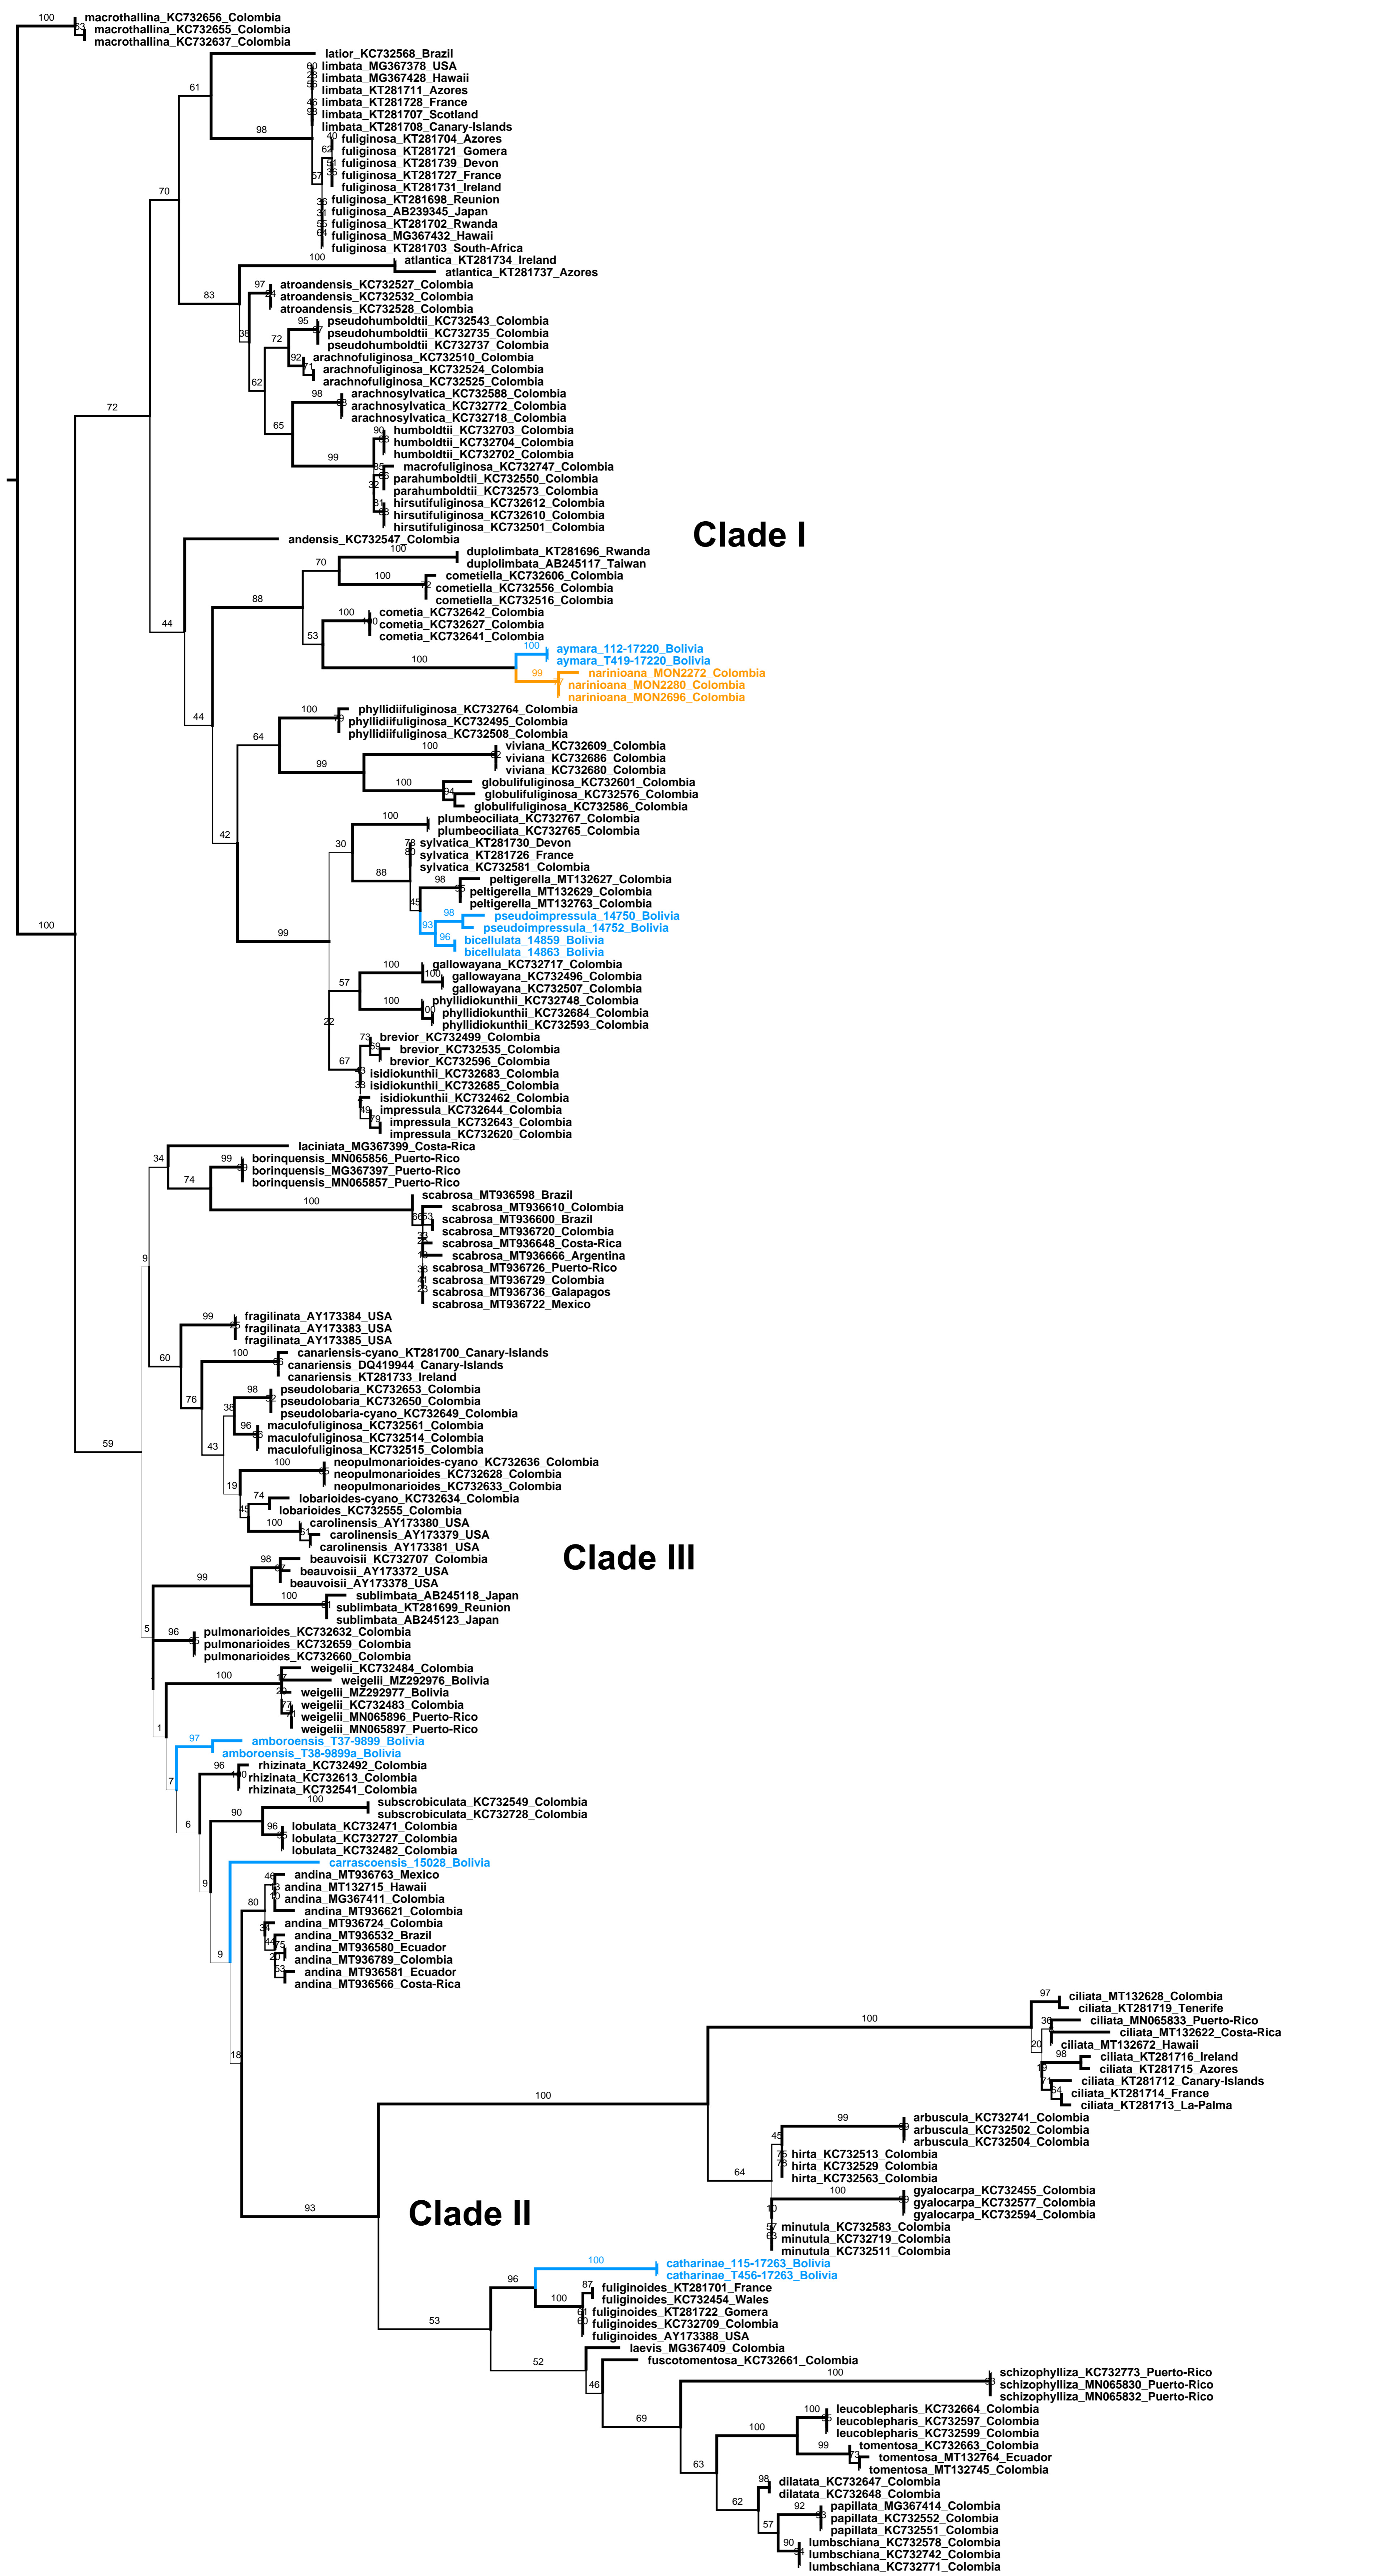 macrothallina_KC732656_Colombia
macrothallina_KC732655_Colombia
macrothallina_KC732637_Colombia
latior_KC732568_Brazil
limbata_MG367378_USA
limbata_MG367428_Hawaii
limbata_KT281711_Azores
limbata_KT281728_France
limbata_KT281707_Scotland
limbata_KT281708_Canary-Islands
fuliginosa_KT281704_Azores
fuliginosa_KT281721_Gomera
fuliginosa_KT281739_Devon
fuliginosa_KT281727_France
fuliginosa_KT281731_Ireland
fuliginosa_KT281698_Reunion
fuliginosa_AB239345_Japan
fuliginosa_KT281702_Rwanda
fuliginosa_MG367432_Hawaii
fuliginosa_KT281703_South-Africa
atlantica_KT281734_Ireland
atlantica_KT281737_Azores
atroandensis_KC732527_Colombia
atroandensis_KC732532_Colombia
atroandensis_KC732528_Colombia
pseudohumboldtii_KC732543_Colombia
pseudohumboldtii_KC732735_Colombia
pseudohumboldtii_KC732737_Colombia
arachnofuliginosa_KC732510_Colombia
arachnofuliginosa_KC732524_Colombia
arachnofuliginosa_KC732525_Colombia
arachnosylvatica_KC732588_Colombia
arachnosylvatica_KC732772_Colombia
arachnosylvatica_KC732718_Colombia
humboldtii_KC732703_Colombia
humboldtii_KC732704_Colombia
humboldtii_KC732702_Colombia
macrofuliginosa_KC732747_Colombia
parahumboldtii_KC732550_Colombia
parahumboldtii_KC732573_Colombia
hirsutifuliginosa_KC732612_Colombia
hirsutifuliginosa_KC732610_Colombia
hirsutifuliginosa_KC732501_Colombia
Clade I
andensis_KC732547_Colombia
duplolimbata_KT281696_Rwanda
duplolimbata_AB245117_Taiwan
cometiella_KC732606_Colombia
cometiella_KC732556_Colombia
cometiella_KC732516_Colombia
cometia_KC732642_Colombia
cometia_KC732627_Colombia
cometia_KC732641_Colombia
aymara_112-17220_Bolivia
aymara_T419-17220_Bolivia
narinioana_MON2272_Colombia
narinioana_MON2280_Colombia
narinioana_MON2696_Colombia
phyllidiifuliginosa_KC732764_Colombia
phyllidiifuliginosa_KC732495_Colombia
phyllidiifuliginosa_KC732508_Colombia
viviana_KC732609_Colombia
viviana_KC732686_Colombia
viviana_KC732680_Colombia
globulifuliginosa_KC732601_Colombia
globulifuliginosa_KC732576_Colombia
globulifuliginosa_KC732586_Colombia
plumbeociliata_KC732767_Colombia
plumbeociliata_KC732765_Colombia
sylvatica_KT281730_Devon
sylvatica_KT281726_France
sylvatica_KC732581_Colombia
peltigerella_MT132627_Colombia
peltigerella_MT132629_Colombia
peltigerella_MT132763_Colombia
pseudoimpressula_14750_Bolivia
pseudoimpressula_14752_Bolivia
bicellulata_14859_Bolivia
bicellulata_14863_Bolivia
gallowayana_KC732717_Colombia
gallowayana_KC732496_Colombia
gallowayana_KC732507_Colombia
phyllidiokunthii_KC732748_Colombia
phyllidiokunthii_KC732684_Colombia
phyllidiokunthii_KC732593_Colombia
brevior_KC732499_Colombia
brevior_KC732535_Colombia
brevior_KC732596_Colombia
isidiokunthii_KC732683_Colombia
isidiokunthii_KC732685_Colombia
isidiokunthii_KC732462_Colombia
impressula_KC732644_Colombia
impressula_KC732643_Colombia
impressula_KC732620_Colombia
laciniata_MG367399_Costa-Rica
borinquensis_MN065856_Puerto-Rico
borinquensis_MG367397_Puerto-Rico
borinquensis_MN065857_Puerto-Rico
scabrosa_MT936598_Brazil
scabrosa_MT936610_Colombia
scabrosa_MT936600_Brazil
scabrosa_MT936720_Colombia
scabrosa_MT936648_Costa-Rica
scabrosa_MT936666_Argentina
scabrosa_MT936726_Puerto-Rico
scabrosa_MT936729_Colombia
scabrosa_MT936736_Galapagos
scabrosa_MT936722_Mexico
fragilinata_AY173384_USA
fragilinata_AY173383_USA
fragilinata_AY173385_USA
canariensis-cyano_KT281700_Canary-Islands
canariensis_DQ419944_Canary-Islands
canariensis_KT281733_Ireland
pseudolobaria_KC732653_Colombia
pseudolobaria_KC732650_Colombia
pseudolobaria-cyano_KC732649_Colombia
maculofuliginosa_KC732561_Colombia
maculofuliginosa_KC732514_Colombia
maculofuliginosa_KC732515_Colombia
neopulmonarioides-cyano_KC732636_Colombia
neopulmonarioides_KC732628_Colombia
neopulmonarioides_KC732633_Colombia
lobarioides-cyano_KC732634_Colombia
lobarioides_KC732555_Colombia
carolinensis_AY173380_USA
carolinensis_AY173379_USA
carolinensis_AY173381_USA
Clade III
beauvoisii_KC732707_Colombia
beauvoisii_AY173372_USA
beauvoisii_AY173378_USA
sublimbata_AB245118_Japan
sublimbata_KT281699_Reunion
sublimbata_AB245123_Japan
pulmonarioides_KC732632_Colombia
pulmonarioides_KC732659_Colombia
pulmonarioides_KC732660_Colombia
weigelii_KC732484_Colombia
weigelii_MZ292976_Bolivia
weigelii_MZ292977_Bolivia
weigelii_KC732483_Colombia
weigelii_MN065896_Puerto-Rico
weigelii_MN065897_Puerto-Rico
amboroensis_T37-9899_Bolivia
amboroensis_T38-9899a_Bolivia
rhizinata_KC732492_Colombia
rhizinata_KC732613_Colombia
rhizinata_KC732541_Colombia
subscrobiculata_KC732549_Colombia
subscrobiculata_KC732728_Colombia
lobulata_KC732471_Colombia
lobulata_KC732727_Colombia
lobulata_KC732482_Colombia
carrascoensis_15028_Bolivia
andina_MT936763_Mexico
andina_MT132715_Hawaii
andina_MG367411_Colombia
andina_MT936621_Colombia
andina_MT936724_Colombia
andina_MT936532_Brazil
andina_MT936580_Ecuador
andina_MT936789_Colombia
andina_MT936581_Ecuador
andina_MT936566_Costa-Rica
ciliata_MT132628_Colombia
ciliata_KT281719_Tenerife
ciliata_MN065833_Puerto-Rico
ciliata_MT132622_Costa-Rica
ciliata_MT132672_Hawaii
ciliata_KT281716_Ireland
ciliata_KT281715_Azores
ciliata_KT281712_Canary-Islands
ciliata_KT281714_France
ciliata_KT281713_La-Palma
arbuscula_KC732741_Colombia
arbuscula_KC732502_Colombia
arbuscula_KC732504_Colombia
hirta_KC732513_Colombia
hirta_KC732529_Colombia
hirta_KC732563_Colombia
gyalocarpa_KC732455_Colombia
gyalocarpa_KC732577_Colombia
gyalocarpa_KC732594_Colombia
Clade II
minutula_KC732583_Colombia
minutula_KC732719_Colombia
minutula_KC732511_Colombia
catharinae_115-17263_Bolivia
catharinae_T456-17263_Bolivia
fuliginoides_KT281701_France
fuliginoides_KC732454_Wales
fuliginoides_KT281722_Gomera
fuliginoides_KC732709_Colombia
fuliginoides_AY173388_USA
laevis_MG367409_Colombia
fuscotomentosa_KC732661_Colombia
schizophylliza_KC732773_Puerto-Rico
schizophylliza_MN065830_Puerto-Rico
schizophylliza_MN065832_Puerto-Rico
leucoblepharis_KC732664_Colombia
leucoblepharis_KC732597_Colombia
leucoblepharis_KC732599_Colombia
tomentosa_KC732663_Colombia
tomentosa_MT132764_Ecuador
tomentosa_MT132745_Colombia
dilatata_KC732647_Colombia
dilatata_KC732648_Colombia
papillata_MG367414_Colombia
papillata_KC732552_Colombia
papillata_KC732551_Colombia
lumbschiana_KC732578_Colombia
lumbschiana_KC732742_Colombia
lumbschiana_KC732771_Colombia